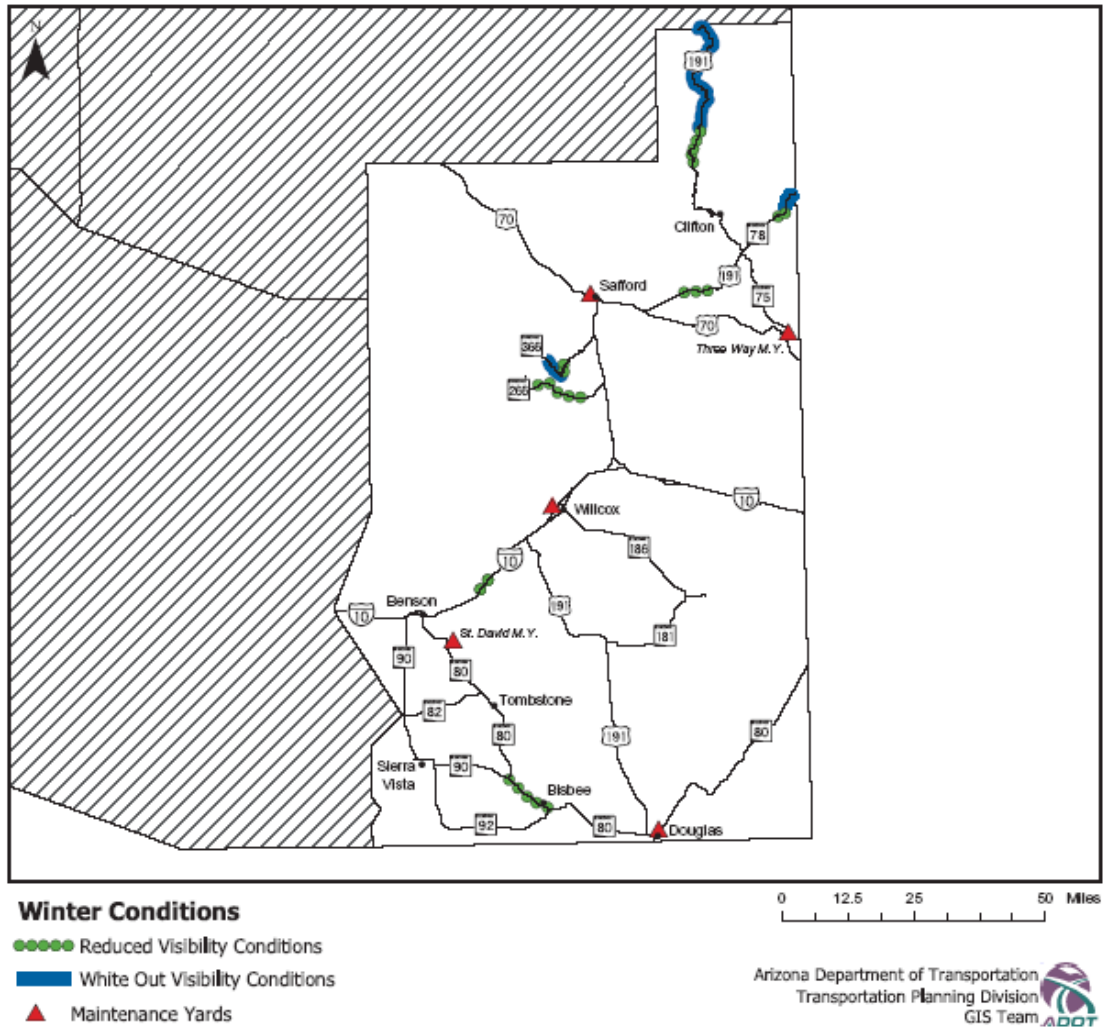 N
191
70
Clifton
78
191
Safford
75
70
366
Three Way M.Y.
266
10
Willcox
186
10
Benson
191
10
St. David M.Y.
181
90
80
Tombstone
82
80
191
80
Sierra
Vista
90
Bisbee
92
80
Douglas
Winter Conditions
0 12.5 25 50 Miles
Reduced Visibility Conditions
White Out Visibility Conditions
Maintenance Yards
Arizona Department of Transportation
Transportation Planning Division
GIS Team
ADOT